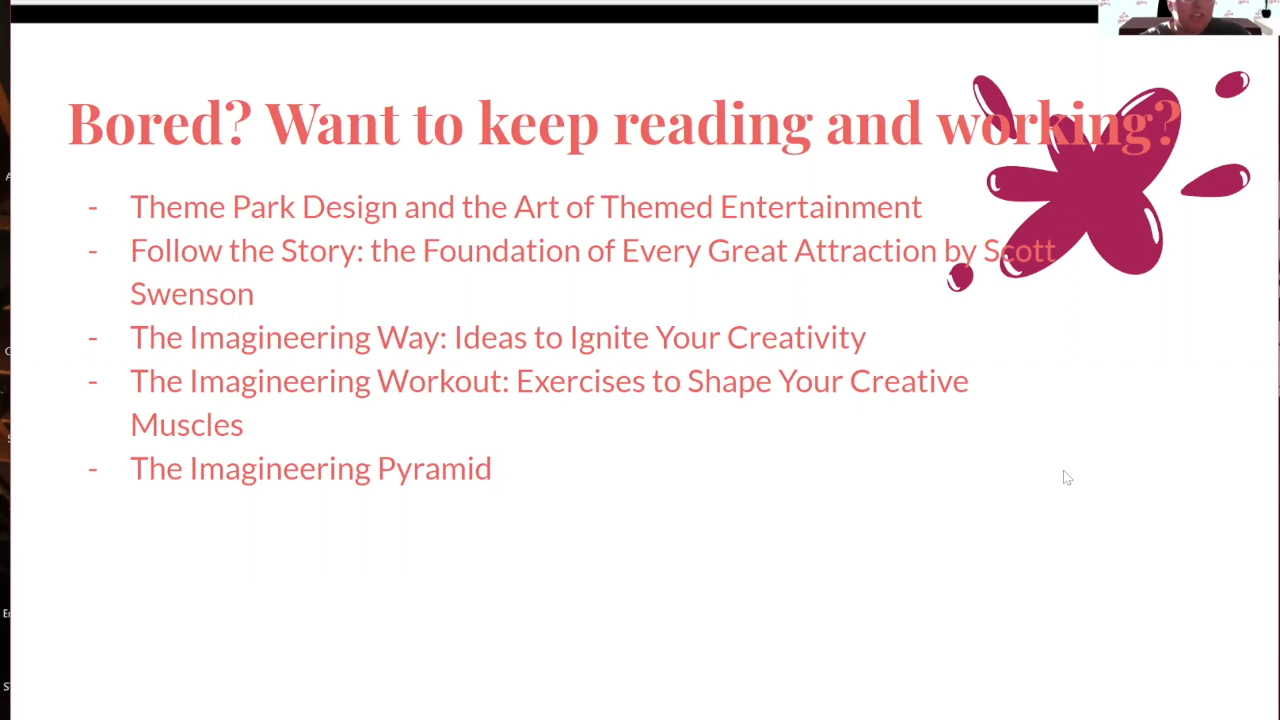 Bored? Want to keep reading and working?
- Theme Park Design and the Art of Themed Entertainment
- Follow the Story: the Foundation of Every Great Attraction by Scott
Swenson
- The Imagineering Way: Ideas to Ignite Your Creativity
- The Imagineering Workout: Exercises to Shape Your Creative
Muscles
- The Imagineering Pyramid